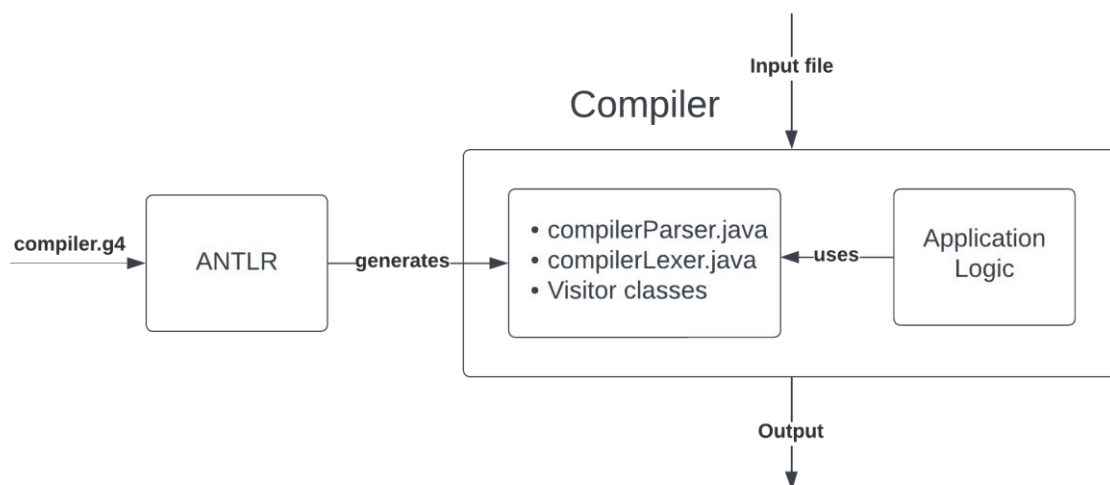 Input file
Compiler
compiler.g4
ANTLR
generates
• compilerParser.java
• compilerLexer.java
• Visitor classes
uses
Application
Logic
Output